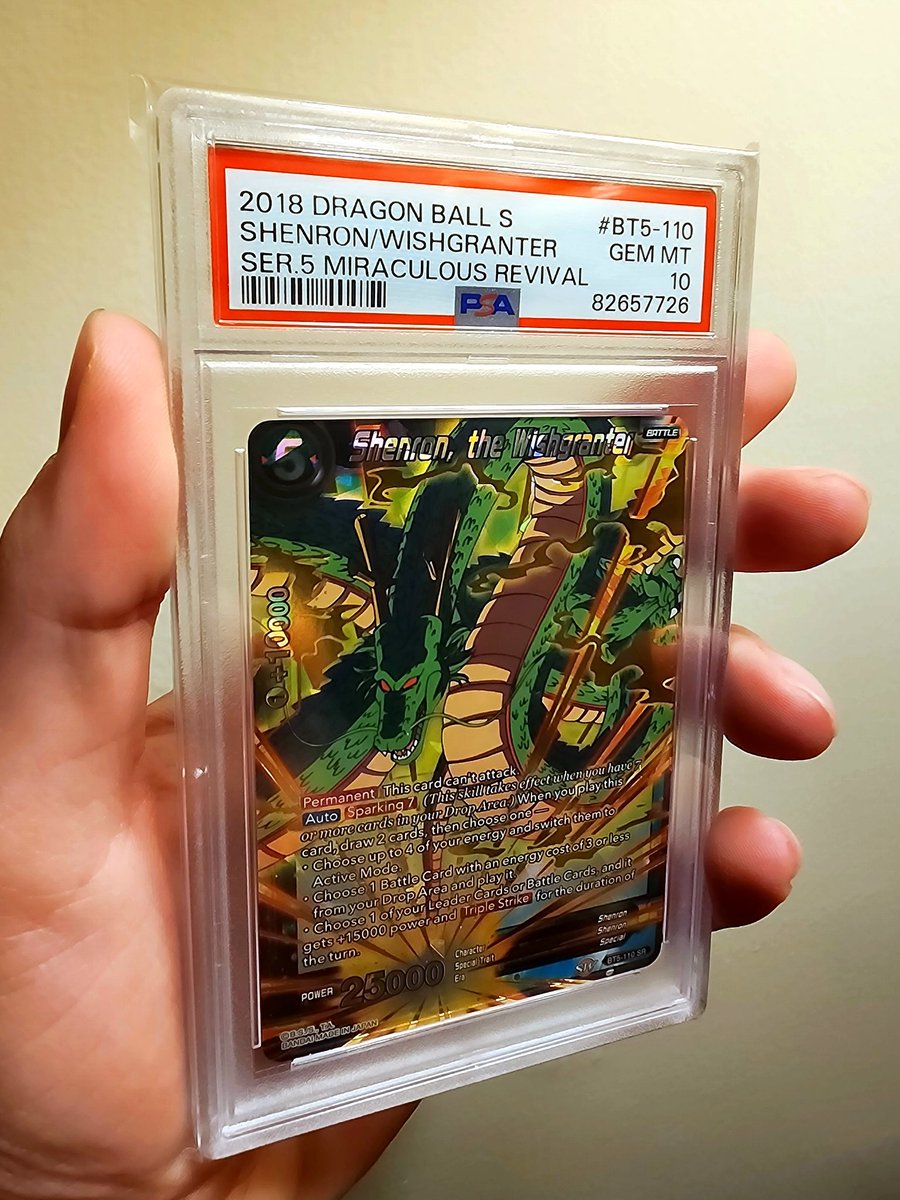 2018 DRAGON BALL S #BT5-110
SHENRON/WISHGRANTER GEM MT
SER.5 MIRACULOUS REVIVAL 10
PSA 82657726
5 Shenron, the Wishgranter BATTLE
+10000
Permanent This card can't attack.
Auto Sparking 7 (This skill takes effect when you have 7
or more cards in your Drop Area.) When you play this
card, draw 2 cards, then choose one—
• Choose up to 4 of your energy and switch them to
Active Mode.
• Choose 1 Battle Card with an energy cost of 3 or less
from your Drop Area and play it.
• Choose 1 of your Leader Cards or Battle Cards, and it
gets +15000 power and Triple Strike for the duration of
the turn.
POWER 25000
Character Shenron
Special Trait Shenron
Era Special
BT5-110 SR
©B.S./S., T.A.
BANDAI MADE IN JAPAN